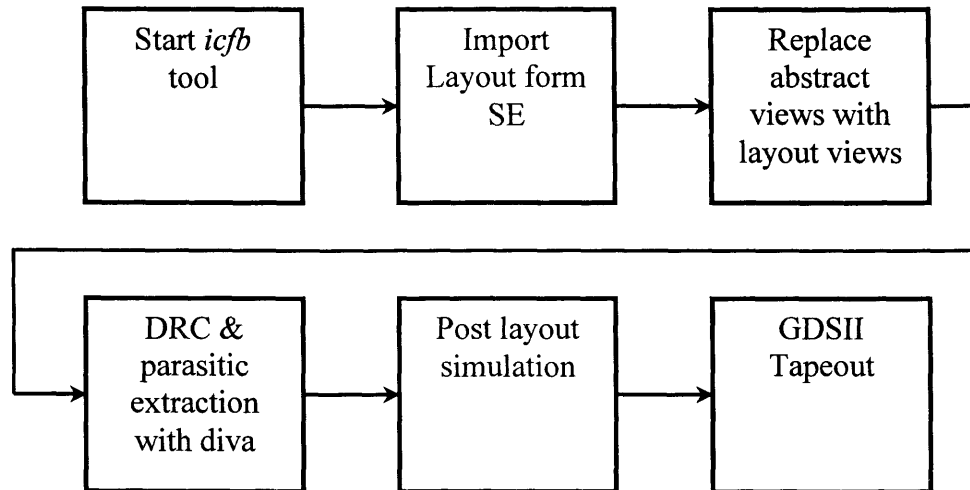 Start icfb
tool
Import
Layout form
SE
Replace
abstract
views with
layout views
DRC &
parasitic
extraction
with diva
Post layout
simulation
GDSII
Tapeout